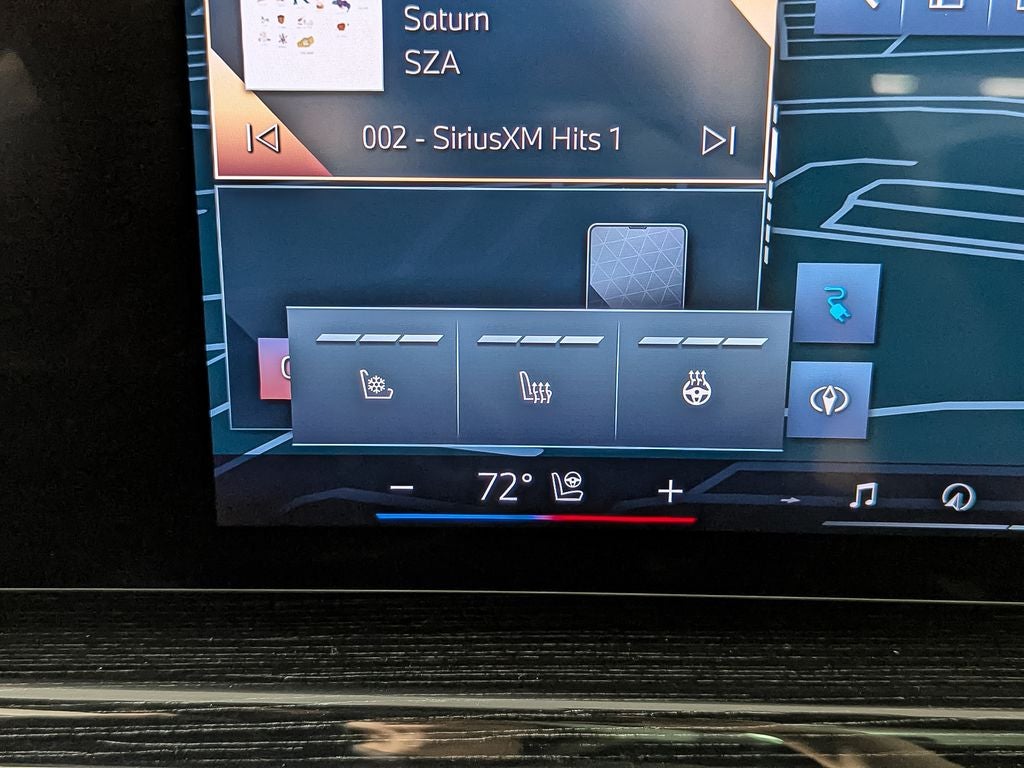 Saturn
SZA
002 - SiriusXM Hits 1
− 72° +